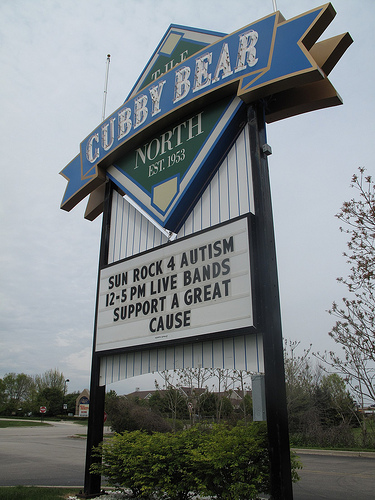 THE
CUBBY BEAR
NORTH
EST. 1953
SUN ROCK 4 AUTISM
12-5 PM LIVE BANDS
SUPPORT A GREAT
CAUSE